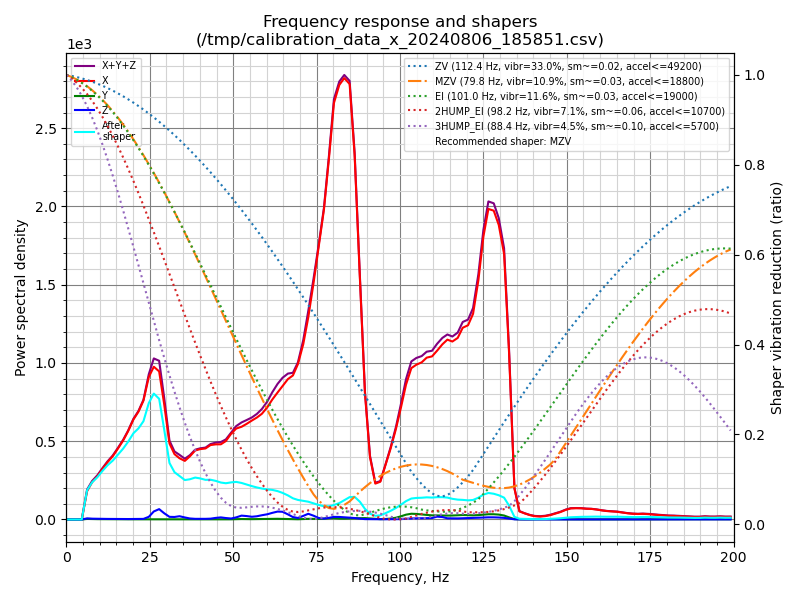 Frequency response and shapers
(/tmp/calibration_data_x_20240806_185851.csv)
1e3
X+Y+Z
X
Y
Z
After
shaper
ZV (112.4 Hz, vibr=33.0%, sm~=0.02, accel<=49200)
MZV (79.8 Hz, vibr=10.9%, sm~=0.03, accel<=18800)
EI (101.0 Hz, vibr=11.6%, sm~=0.03, accel<=19000)
2HUMP_EI (98.2 Hz, vibr=7.1%, sm~=0.06, accel<=10700)
3HUMP_EI (88.4 Hz, vibr=4.5%, sm~=0.10, accel<=5700)
Recommended shaper: MZV
Power spectral density
2.5
2.0
1.5
1.0
0.5
0.0
1.0
0.8
0.6
0.4
0.2
0.0
Shaper vibration reduction (ratio)
0 25 50 75 100 125 150 175 200
Frequency, Hz